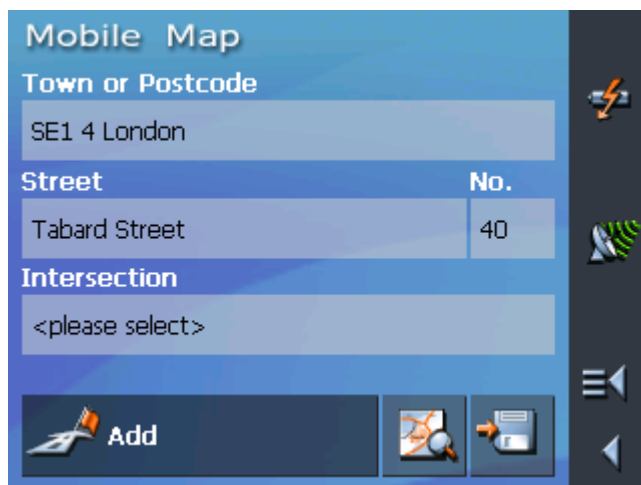 Mobile Map
Town or Postcode
SE1 4 London
Street No.
Tabard Street 40
Intersection
<please select>
Add